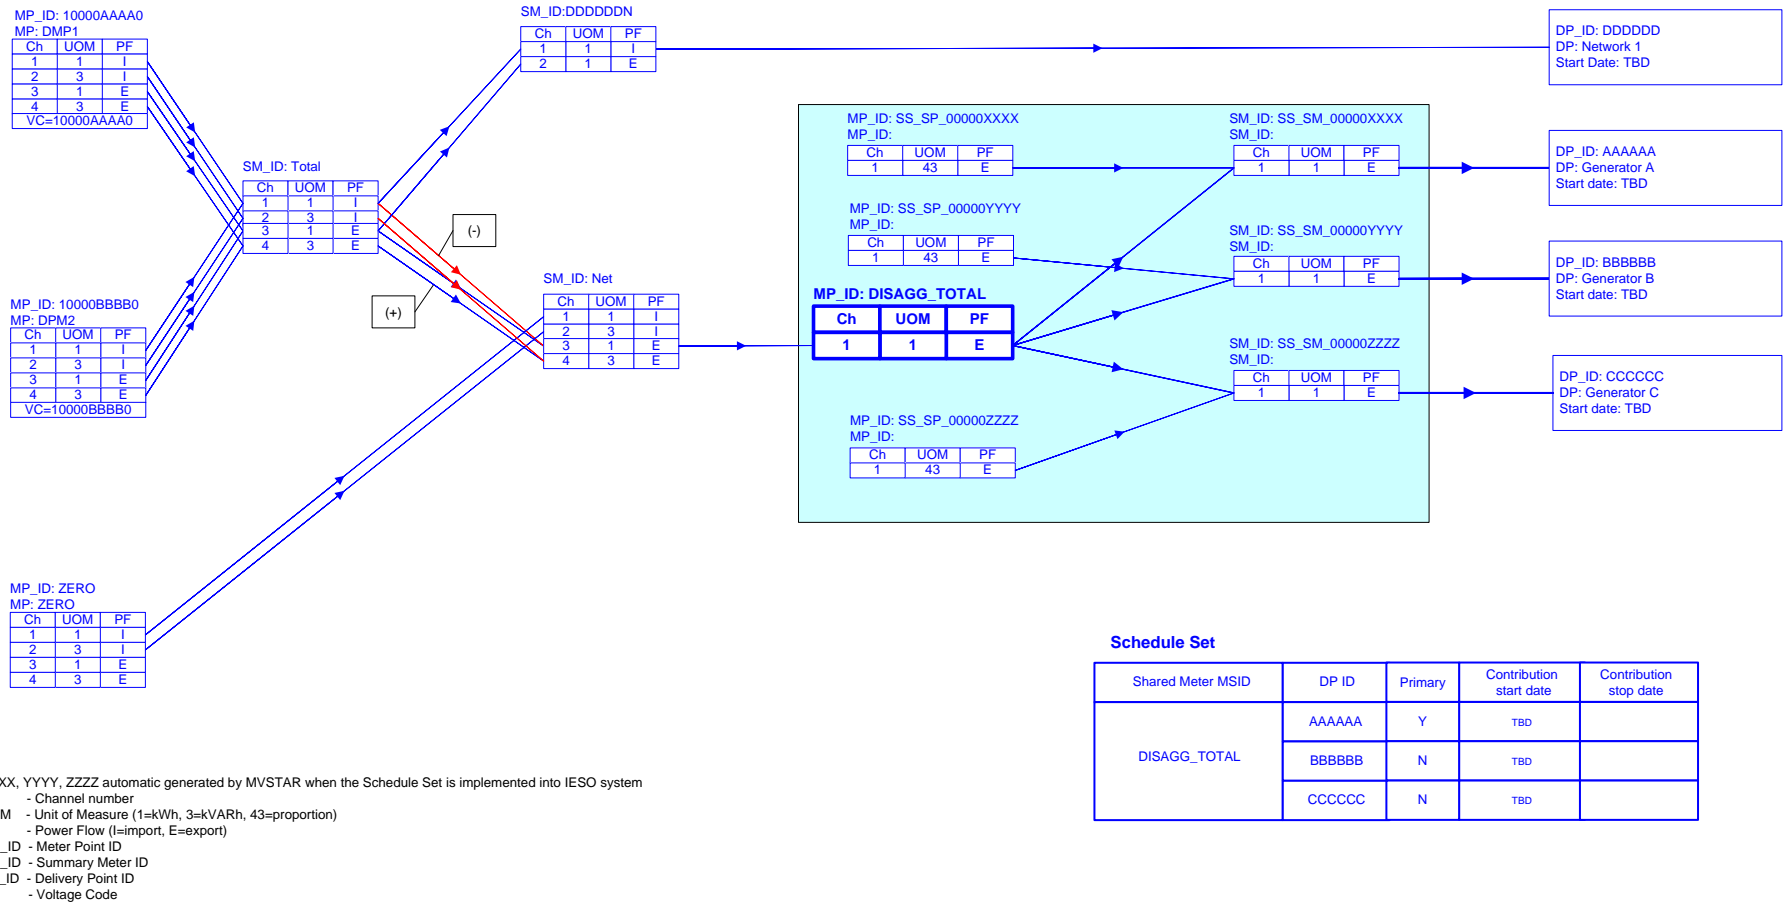 MP_ID: 10000AAAA0
MP: DMP1
Ch UOM PF
1 1 I
2 3 I
3 1 E
4 3 E
VC=10000AAAA0
SM_ID:DDDDDDN
Ch UOM PF
1 1 I
2 1 E
DP_ID: DDDDDD
DP: Network 1
Start Date: TBD
SM_ID: Total
Ch UOM PF
1 1 I
2 3 I
3 1 E
4 3 E
(-)
(+)
MP_ID: 10000BBBB0
MP: DPM2
Ch UOM PF
1 1 I
2 3 I
3 1 E
4 3 E
VC=10000BBBB0
SM_ID: Net
Ch UOM PF
1 1 I
2 3 I
3 1 E
4 3 E
MP_ID: SS_SP_00000XXXX
MP_ID:
Ch UOM PF
1 43 E
MP_ID: SS_SP_00000YYYY
MP_ID:
Ch UOM PF
1 43 E
MP_ID: DISAGG_TOTAL
Ch UOM PF
1 1 E
MP_ID: SS_SP_00000ZZZZ
MP_ID:
Ch UOM PF
1 43 E
SM_ID: SS_SM_00000XXXX
SM_ID:
Ch UOM PF
1 1 E
SM_ID: SS_SM_00000YYYY
SM_ID:
Ch UOM PF
1 1 E
SM_ID: SS_SM_00000ZZZZ
SM_ID:
Ch UOM PF
1 1 E
DP_ID: AAAAAA
DP: Generator A
Start date: TBD
DP_ID: BBBBBB
DP: Generator B
Start date: TBD
DP_ID: CCCCCC
DP: Generator C
Start date: TBD
MP_ID: ZERO
MP: ZERO
Ch UOM PF
1 1 I
2 3 I
3 1 E
4 3 E
Schedule Set
Shared Meter MSID DP ID Primary Contribution start date Contribution stop date
DISAGG_TOTAL
AAAAAA Y TBD
BBBBBB N TBD
CCCCCC N TBD
XX, YYYY, ZZZZ automatic generated by MVSTAR when the Schedule Set is implemented into IESO system
- Channel number
M - Unit of Measure (1=kWh, 3=kVARh, 43=proportion)
- Power Flow (I=import, E=export)
_ID - Meter Point ID
_ID - Summary Meter ID
_ID - Delivery Point ID
- Voltage Code